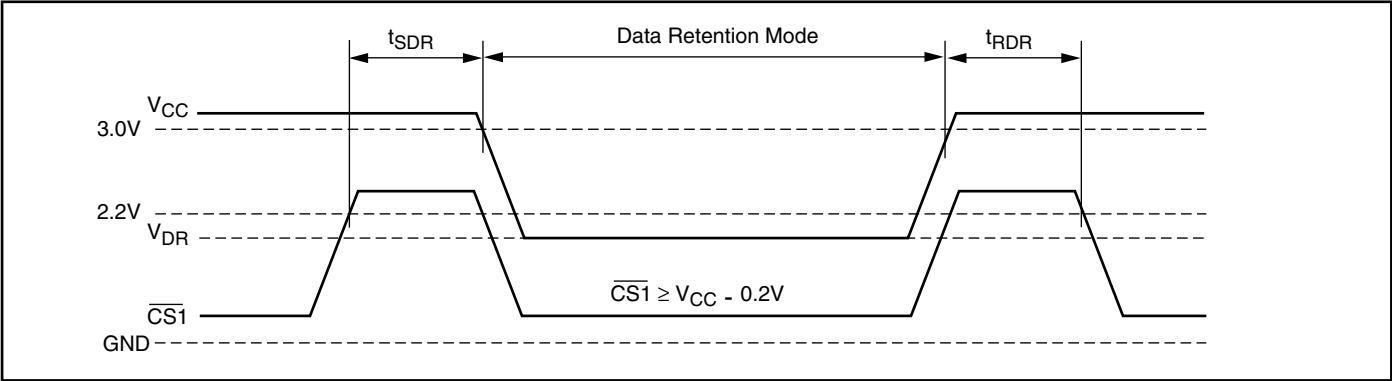 tSDR
Data Retention Mode
tRDR
VCC
3.0V
2.2V
VDR
CS1 ≥ VCC - 0.2V
CS1
GND